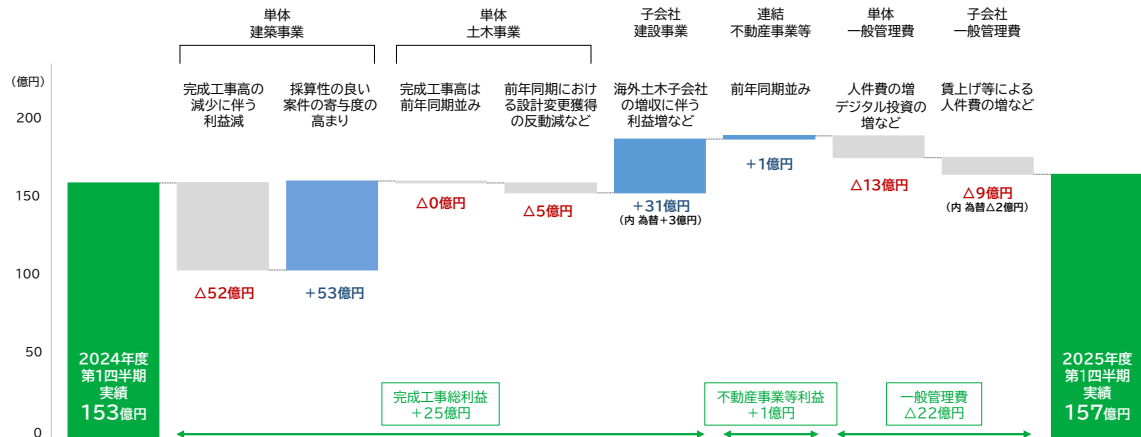 単体
建築事業
単体
土木事業
子会社
建設事業
連結
不動産事業等
単体
一般管理費
子会社
一般管理費
(億円)
完成工事高の
減少に伴う
利益減
採算性の良い
案件の寄与度の
高まり
完成工事高は
前年同期並み
前年同期におけ
る設計変更獲得
の反動減など
海外土木子会社
の増収に伴う
利益増など
前年同期並み
人件費の増
デジタル投資の
増など
賃上げ等による
人件費の増など
200
150
100
50
0
△52億円
+53億円
△0億円
△5億円
+31億円
(内 為替+3億円)
+1億円
△13億円
△9億円
(内 為替△2億円)
2024年度
第1四半期
実績
153億円
完成工事総利益
+25億円
不動産事業等利益
+1億円
一般管理費
△22億円
2025年度
第1四半期
実績
157億円